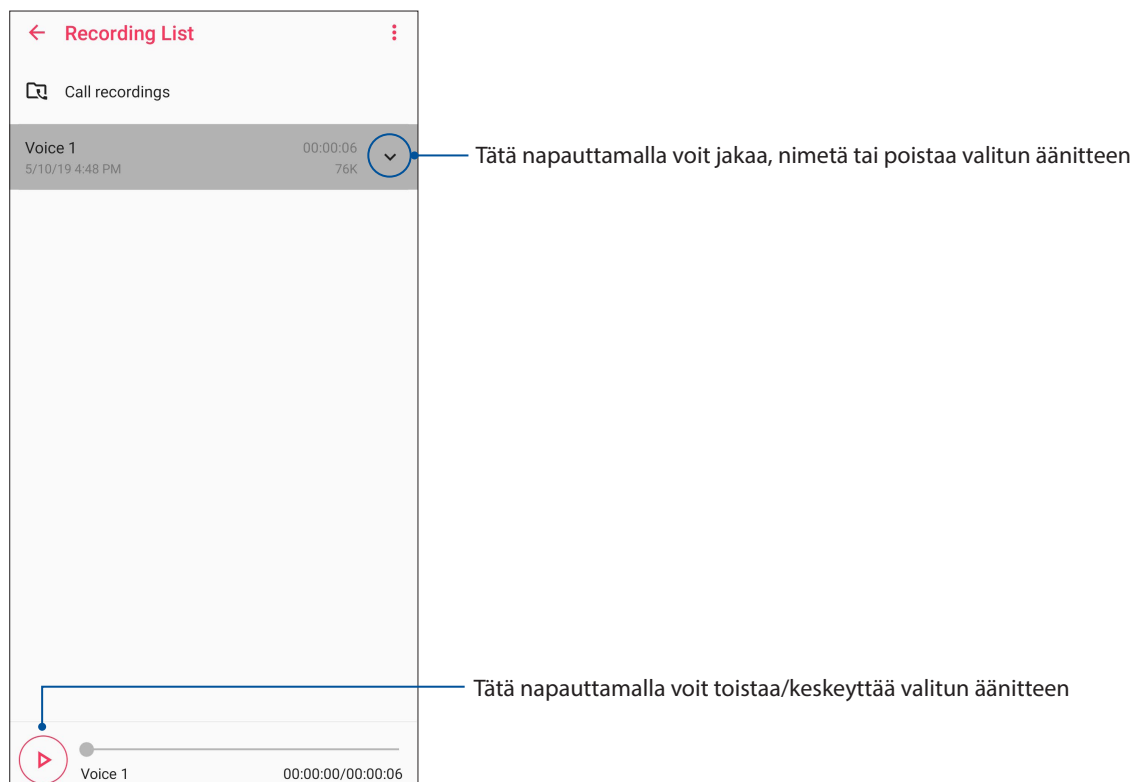 Recording List
Call recordings
Voice 1
00:00:06
5/10/19 4:48 PM
76K
Tätä napauttamalla voit jakaa, nimetä tai poistaa valitun äänitteen
Tätä napauttamalla voit toistaa/keskeyttää valitun äänitteen
Voice 1
00:00:00/00:00:06